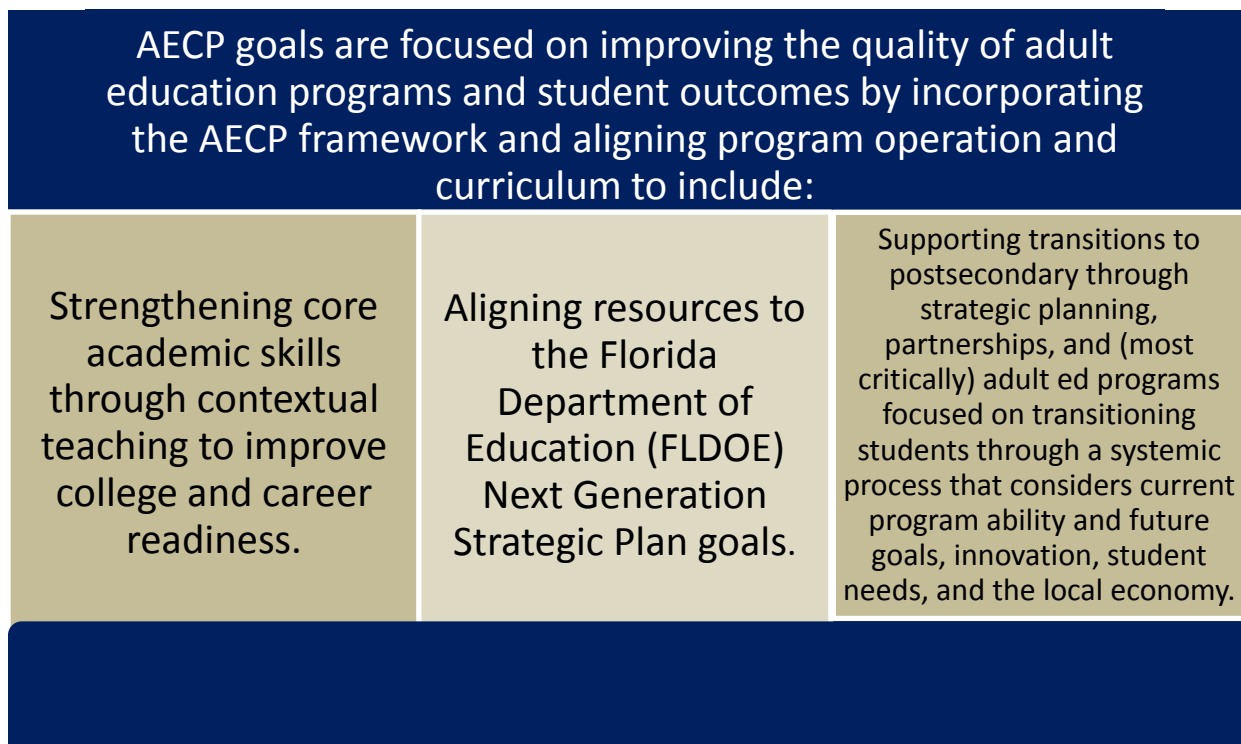 AECP goals are focused on improving the quality of adult
education programs and student outcomes by incorporating
the AECP framework and aligning program operation and
curriculum to include:
Strengthening core
academic skills
through contextual
teaching to improve
college and career
readiness.
Aligning resources to
the Florida
Department of
Education (FLDOE)
Next Generation
Strategic Plan goals.
Supporting transitions to
postsecondary through
strategic planning,
partnerships, and (most
critically) adult ed programs
focused on transitioning
students through a systemic
process that considers current
program ability and future
goals, innovation, student
needs, and the local economy.